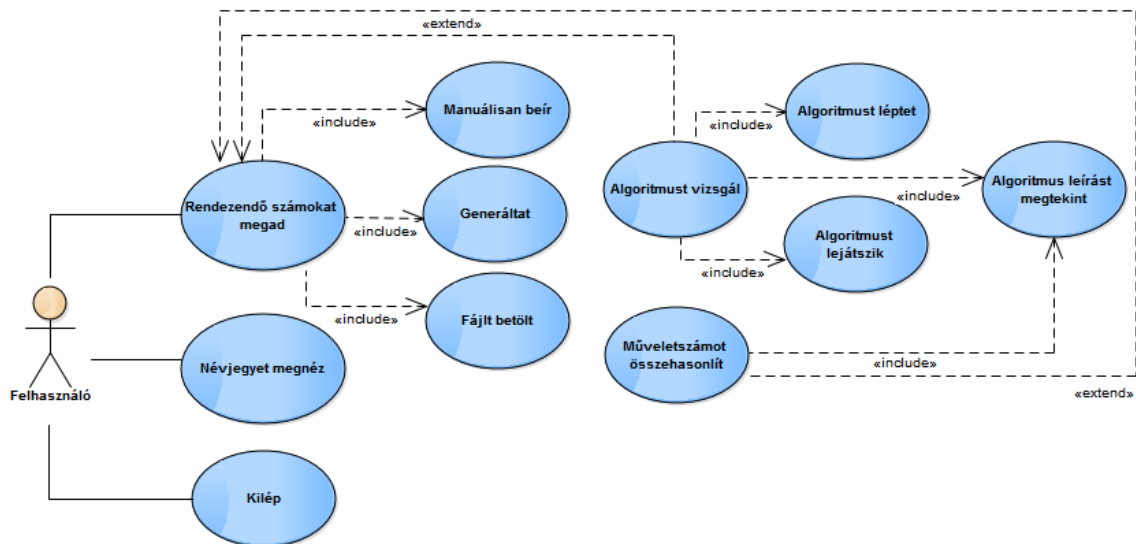 «extend»
«extend»
Manuálisan beír
«include»
Algoritmust léptet
«include»
Rendezendő számokat
megad
Generáltat
«include»
Algoritmust vizsgál
Algoritmus leírást
megtekint
«include»
Algoritmust
lejátszik
«include»
Fájlt betölt
«include»
Felhasználó
Névjegyet megnéz
Műveletszámot
összehasonlít
«include»
Kilép